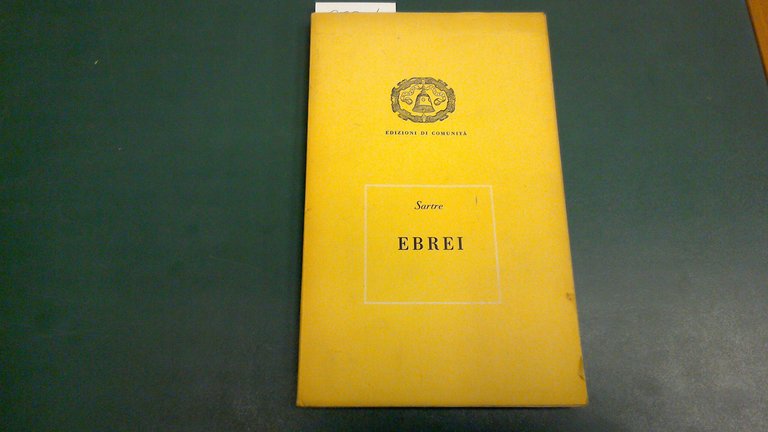 EDIZIONI DI COMUNITÀ
Sartre
EBREI